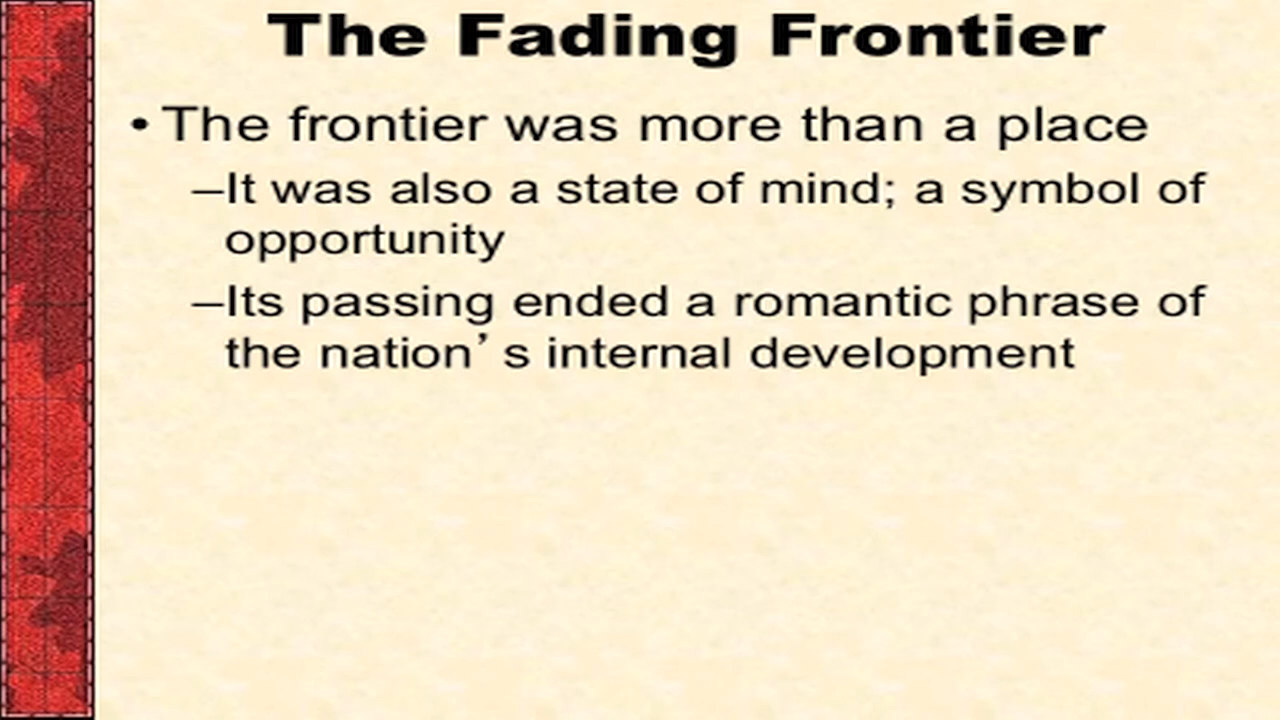 The Fading Frontier
• The frontier was more than a place
–It was also a state of mind; a symbol of
opportunity
–Its passing ended a romantic phrase of
the nation’s internal development